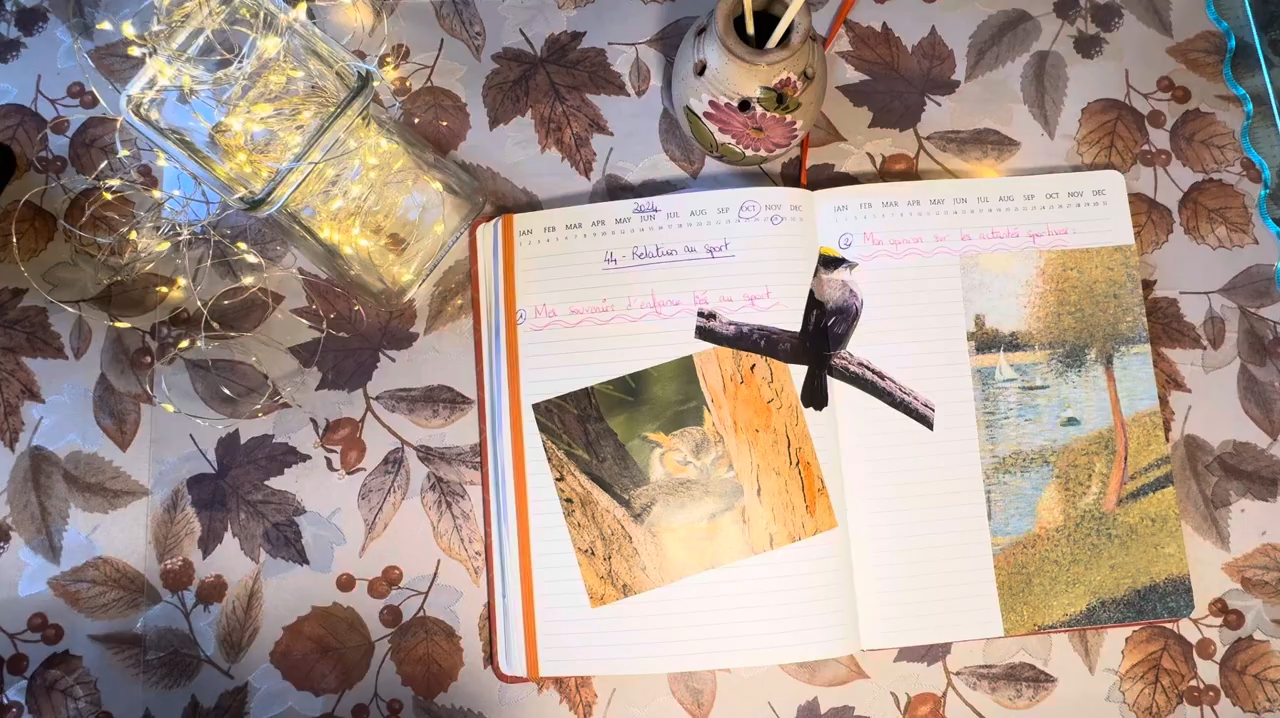 2024
JAN FEB MAR APR MAY JUN JUL AUG SEP OCT NOV DEC
44 - Relation au sport
1 Mes souvenirs d'enfance liés au sport
JAN FEB MAR APR MAY JUN JUL AUG SEP OCT NOV DEC
2 Mon opinion sur les activités sportives :